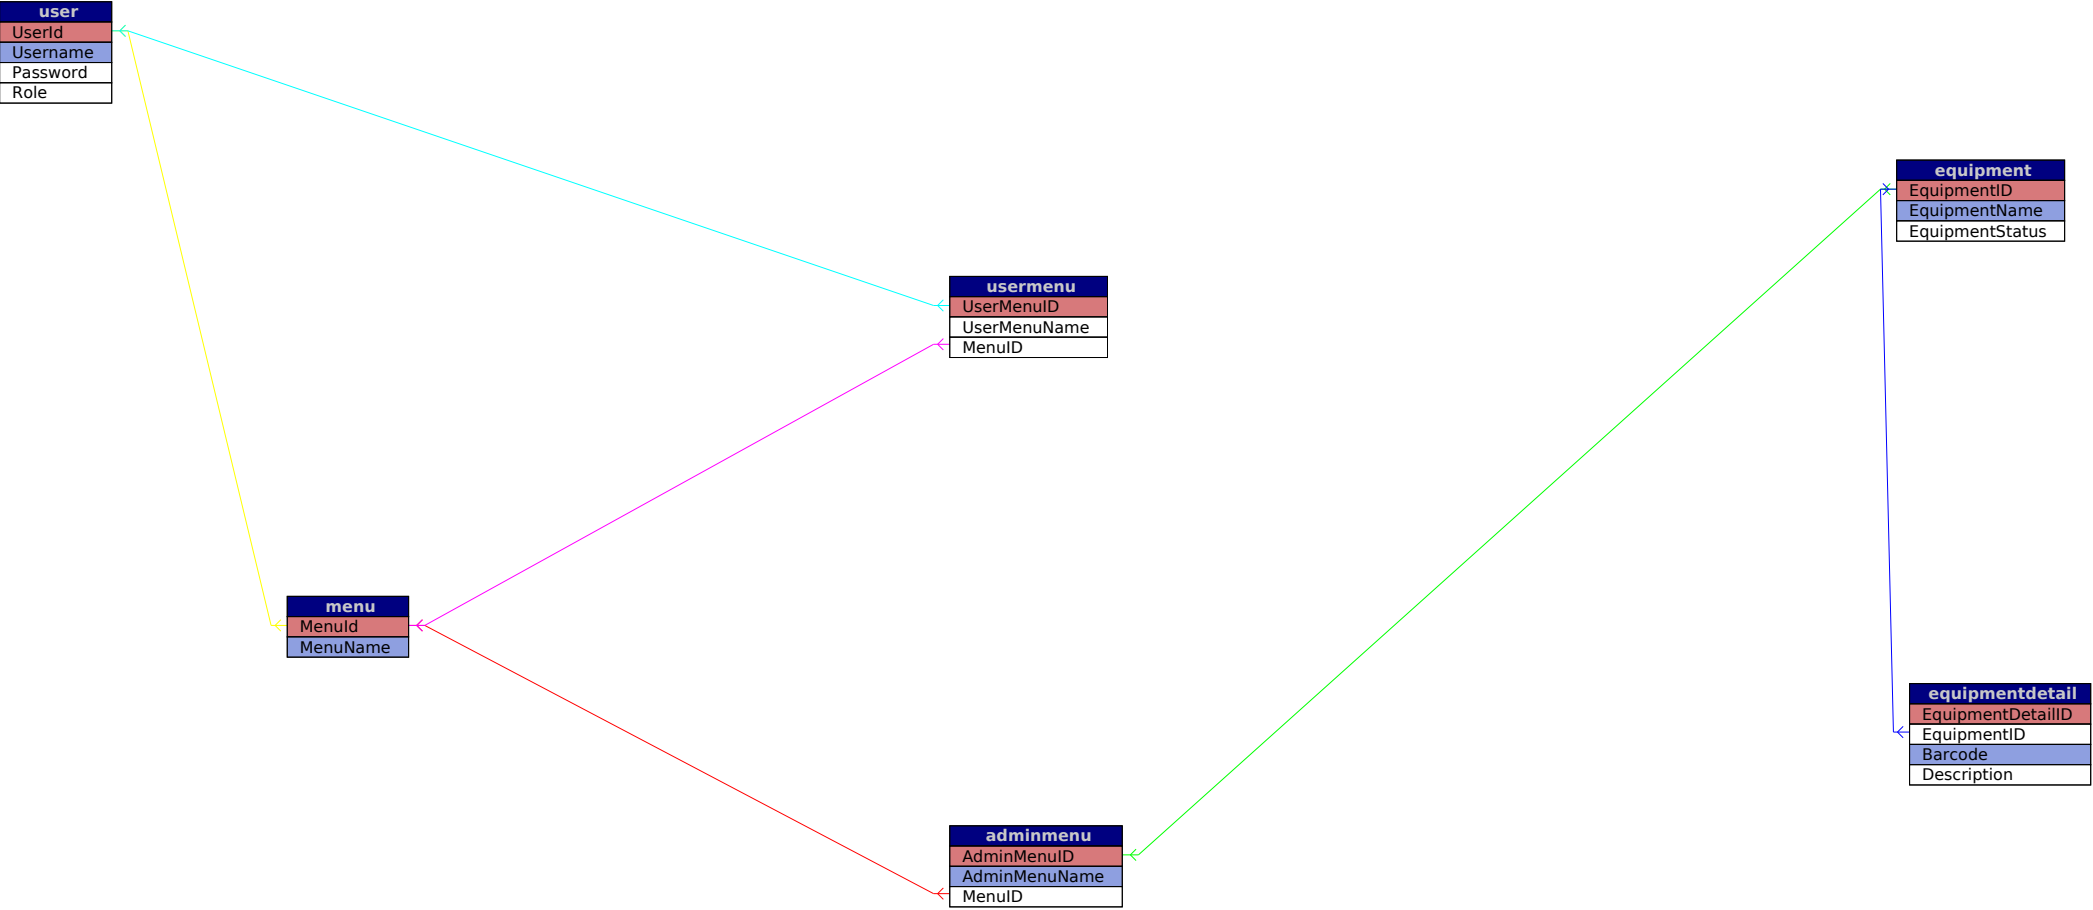 user
UserId
Username
Password
Role
equipment
EquipmentID
EquipmentName
EquipmentStatus
usermenu
UserMenuID
UserMenuName
MenuID
menu
MenuId
MenuName
equipmentdetail
EquipmentDetailID
EquipmentID
Barcode
Description
adminmenu
AdminMenuID
AdminMenuName
MenuID